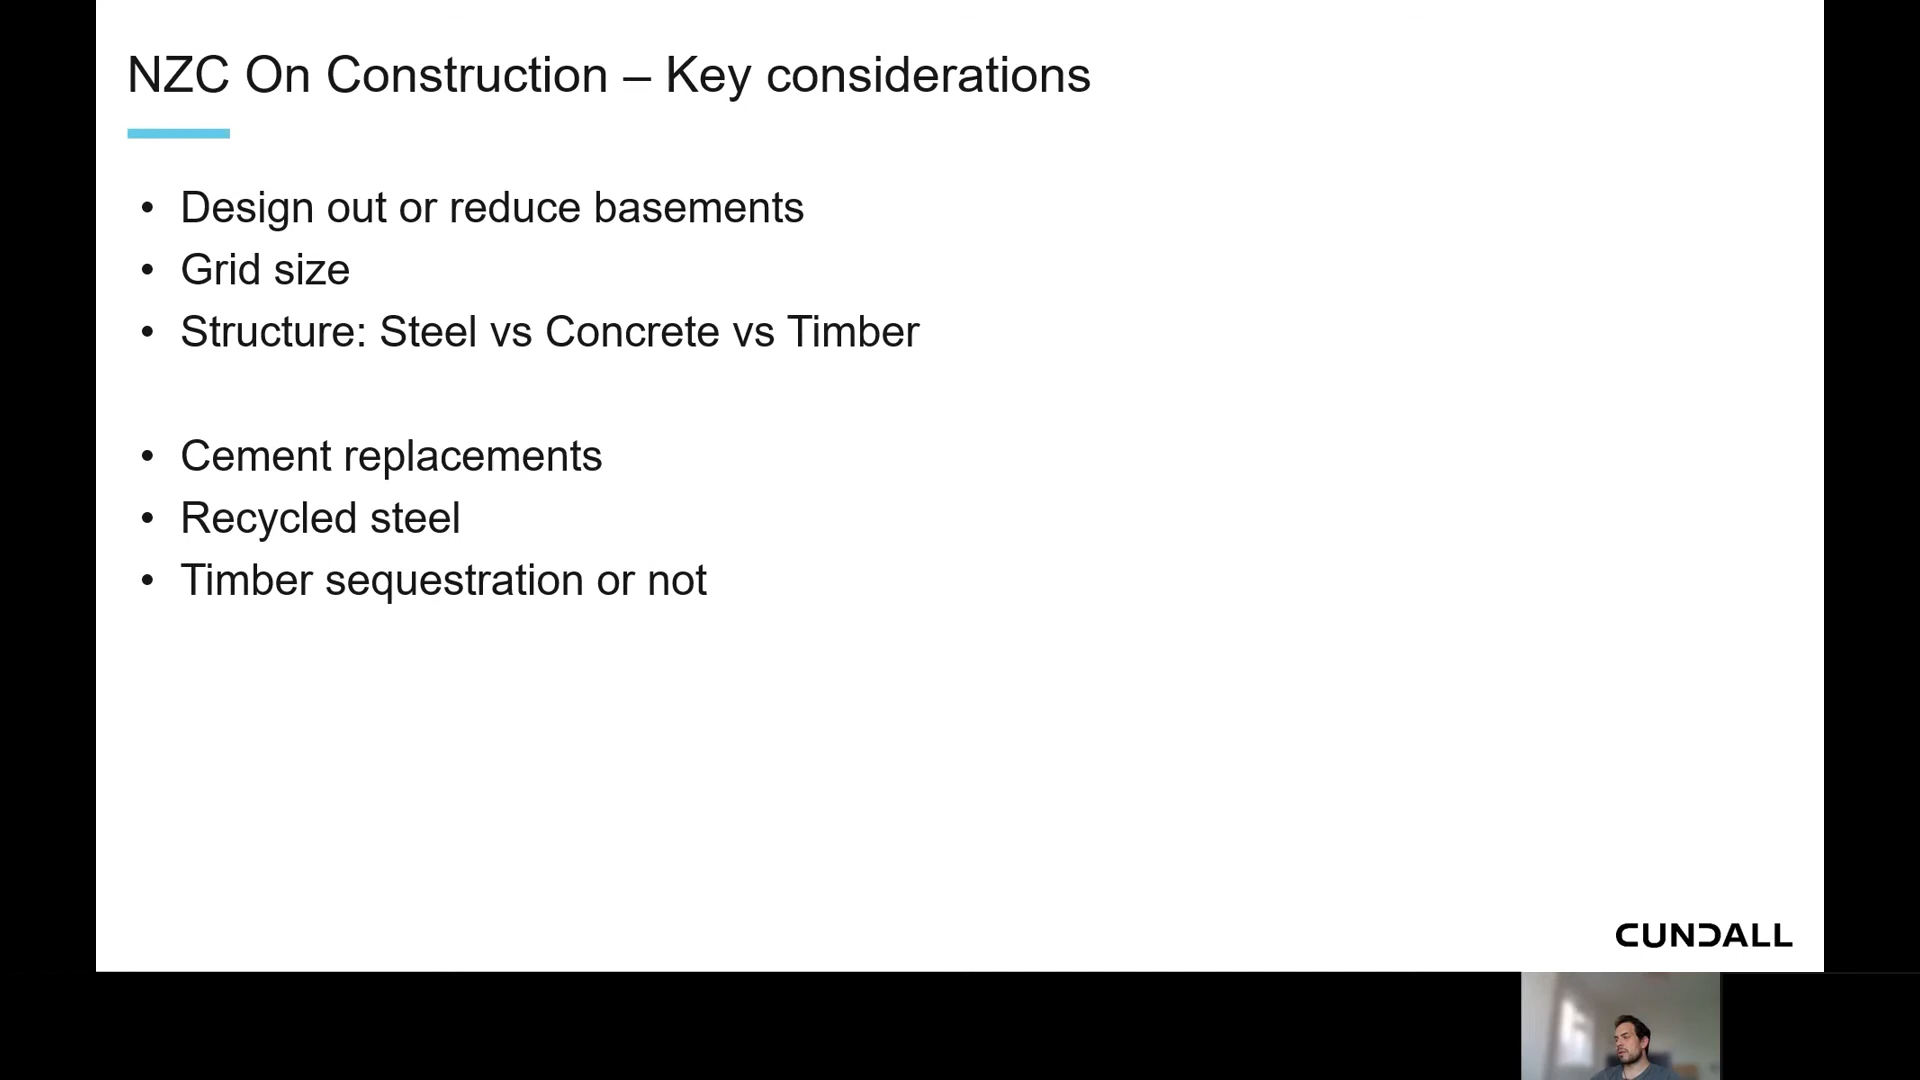 NZC On Construction – Key considerations
• Design out or reduce basements
• Grid size
• Structure: Steel vs Concrete vs Timber
• Cement replacements
• Recycled steel
• Timber sequestration or not
CUNDALL